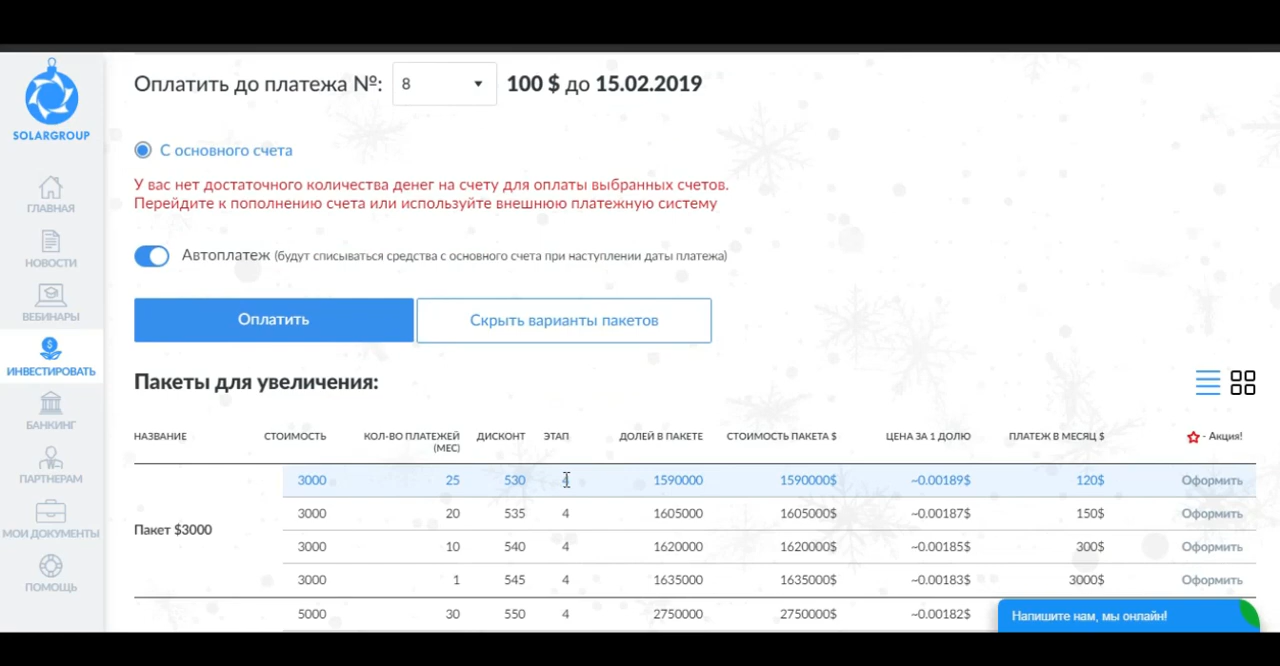 Оплатить до платежа №: 8 100 $ до 15.02.2019
SOLARGROUP
С основного счета
У вас нет достаточного количества денег на счету для оплаты выбранных счетов.
Перейдите к пополнению счета или используйте внешнюю платежную систему
ГЛАВНАЯ
НОВОСТИ
ВЕБИНАРЫ
ИНВЕСТИРОВАТЬ
БАНКИНГ
ПАРТНЕРАМ
МОИ ДОКУМЕНТЫ
ПОМОЩЬ
Автоплатеж (будут списываться средства с основного счета при наступлении даты платежа)
Оплатить Скрыть варианты пакетов
Пакеты для увеличения:
НАЗВАНИЕ СТОИМОСТЬ КОЛ-ВО ПЛАТЕЖЕЙ (МЕС) ДИСКОНТ ЭТАП ДОЛЕЙ В ПАКЕТЕ СТОИМОСТЬ ПАКЕТА $ ЦЕНА ЗА 1 ДОЛЮ ПЛАТЕЖ В МЕСЯЦ $ - Акция!
Пакет $3000
3000 25 530 4 1590000 1590000$ ~0.00189$ 120$ Оформить
3000 20 535 4 1605000 1605000$ ~0.00187$ 150$ Оформить
3000 10 540 4 1620000 1620000$ ~0.00185$ 300$ Оформить
3000 1 545 4 1635000 1635000$ ~0.00183$ 3000$ Оформить
5000 30 550 4 2750000 2750000$ ~0.00182$
Напишите нам, мы онлайн!